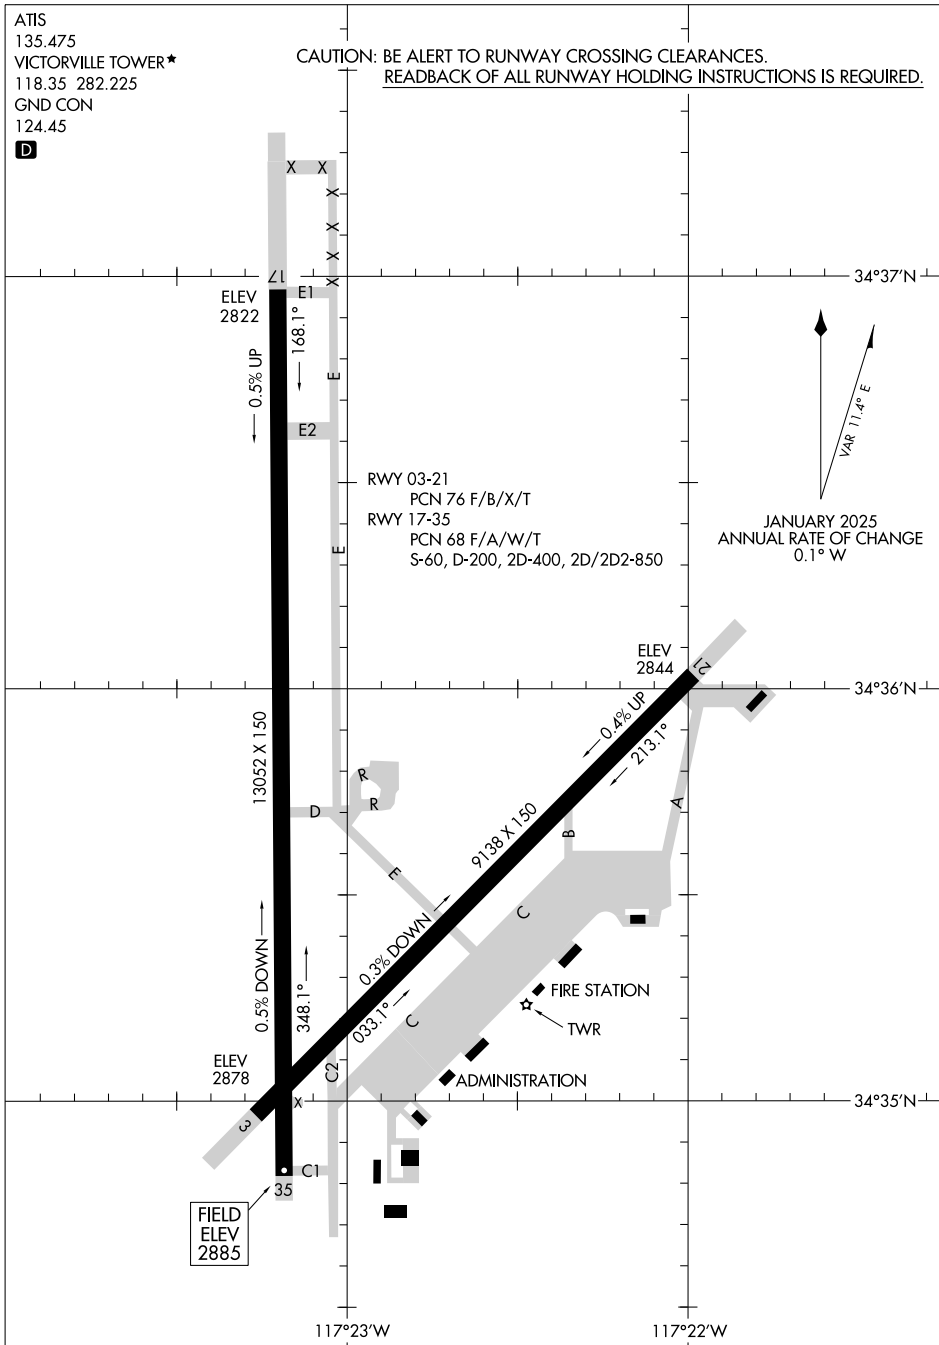 ATIS
135.475
VICTORVILLE TOWER★
118.35 282.225
GND CON
124.45
D
CAUTION: BE ALERT TO RUNWAY CROSSING CLEARANCES.
READBACK OF ALL RUNWAY HOLDING INSTRUCTIONS IS REQUIRED.
X X
X
X
X
X
17
E1
34°37'N
ELEV
2822
168.1°
0.5% UP
E
E2
VAR 11.4° E
RWY 03-21
PCN 76 F/B/X/T
RWY 17-35
PCN 68 F/A/W/T
S-60, D-200, 2D-400, 2D/2D2-850
JANUARY 2025
ANNUAL RATE OF CHANGE
0.1° W
E
ELEV
2844
21
34°36'N
0.4% UP
213.1°
13052 X 150
R
R
D
A
9138 X 150
B
E
C
0.3% DOWN
0.5% DOWN
348.1°
033.1°
FIRE STATION
C
TWR
ELEV
2878
C2
ADMINISTRATION
X
34°35'N
3
C1
35
FIELD
ELEV
2885
117°23'W
117°22'W